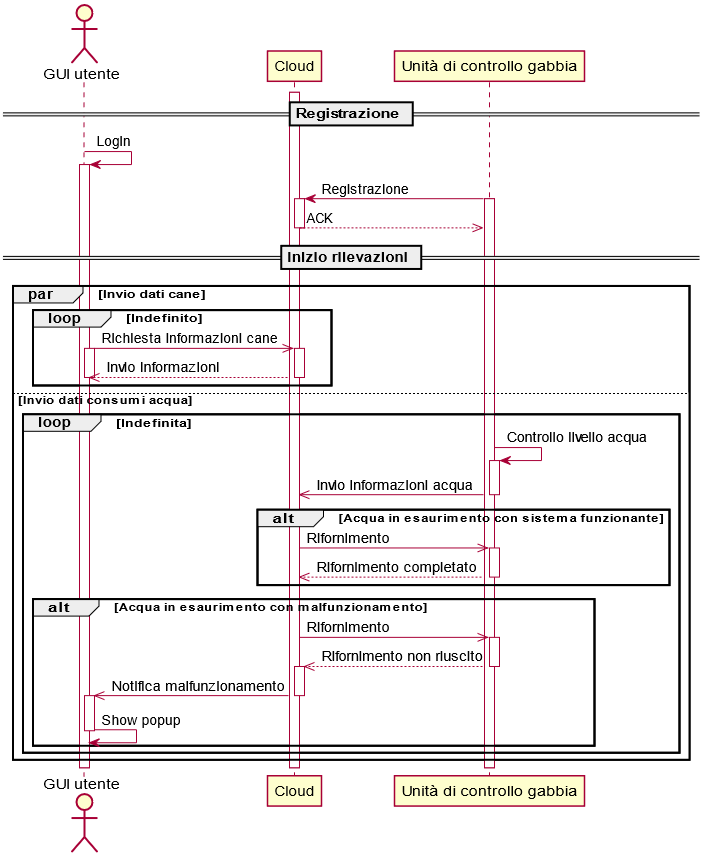 GUI utente
Cloud
Unità di controllo gabbia
Registrazione
Login
Registrazione
ACK
Inizio rilevazioni
par [Invio dati cane]
loop [Indefinito]
Richiesta informazioni cane
Invio informazioni
[Invio dati consumi acqua]
loop [Indefinita]
Controllo livello acqua
Invio informazioni acqua
alt [Acqua in esaurimento con sistema funzionante]
Rifornimento
Rifornimento completato
alt [Acqua in esaurimento con malfunzionamento]
Rifornimento
Rifornimento non riuscito
Notifica malfunzionamento
Show popup
GUI utente
Cloud
Unità di controllo gabbia